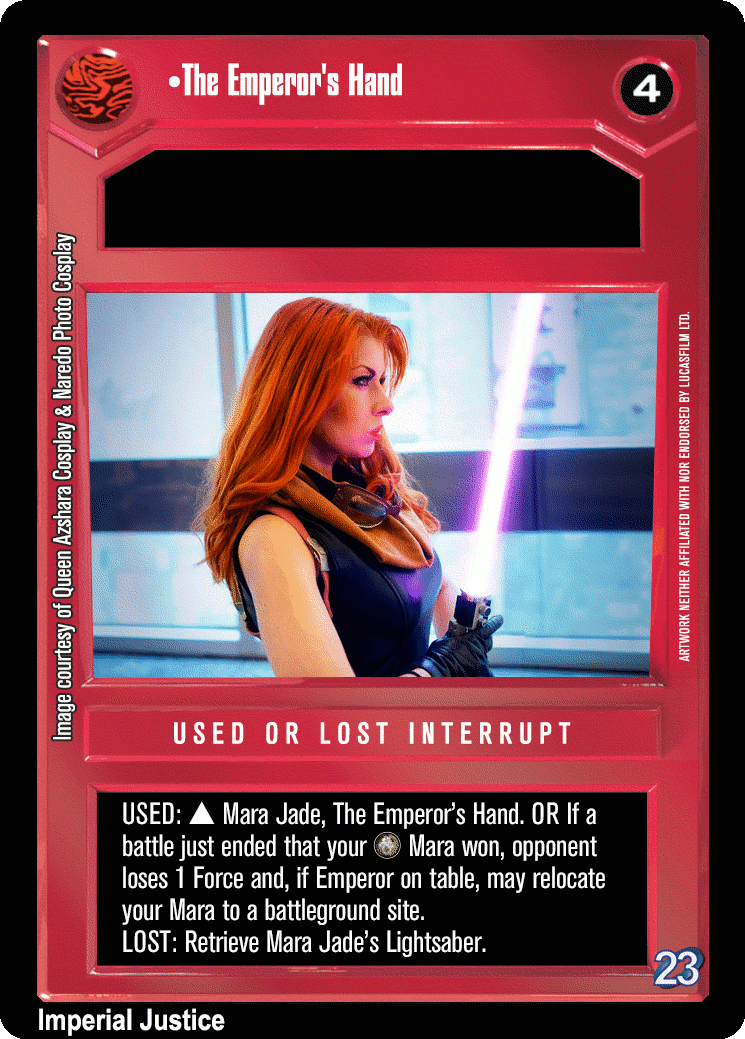 •The Emperor's Hand
4
Image courtesy of Queen Azshara Cosplay & Naredo Photo Cosplay
ARTWORK NEITHER AFFILIATED WITH NOR ENDORSED BY LUCASFILM LTD.
USED OR LOST INTERRUPT
USED: ▲ Mara Jade, The Emperor’s Hand. OR If a
battle just ended that your Mara won, opponent
loses 1 Force and, if Emperor on table, may relocate
your Mara to a battleground site.
LOST: Retrieve Mara Jade’s Lightsaber.
23
Imperial Justice